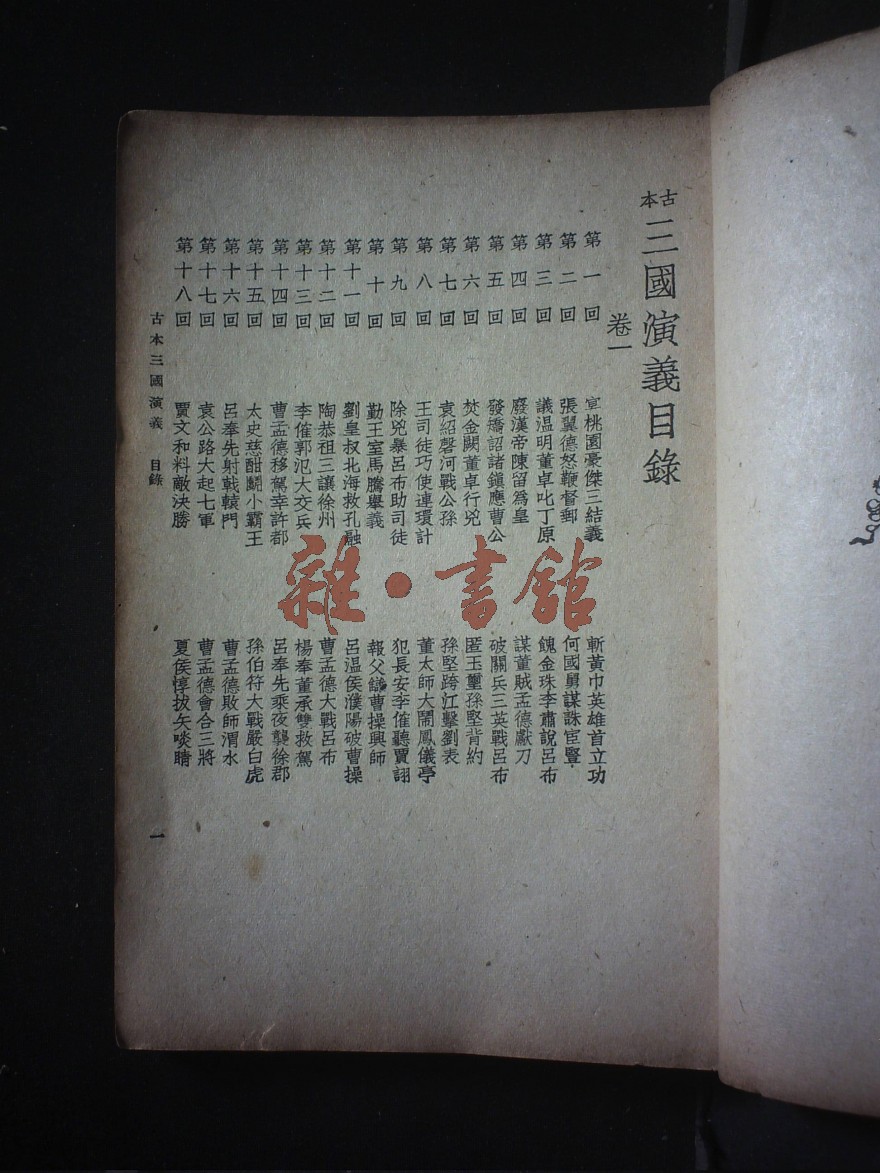 古本三國演義目錄
卷一
第一回 宴桃園豪傑三結義 斬黃巾英雄首立功
第二回 張翼德怒鞭督郵 何國舅謀誅宦豎
第三回 議温明董卓叱丁原 餽金珠李肅說呂布
第四回 廢漢帝陳留為皇 謀董賊孟德獻刀
第五回 發矯詔諸鎮應曹公 破關兵三英戰呂布
第六回 焚金闕董卓行兇 匿玉璽孫堅背約
第七回 袁紹磐河戰公孫 孫堅跨江擊劉表
第八回 王司徒巧使連環計 董太師大鬧鳳儀亭
第九回 除兇暴呂布助司徒 犯長安李傕聽賈詡
第十回 勤王室馬騰舉義 報父讎曹操興師
第十一回 劉皇叔北海救孔融 呂温侯濮陽破曹操
第十二回 陶恭祖三讓徐州 曹孟德大戰呂布
第十三回 李傕郭汜大交兵 楊奉董承雙救駕
第十四回 曹孟德移駕幸許都 呂奉先乘夜襲徐郡
第十五回 太史慈酣鬬小霸王 孫伯符大戰嚴白虎
第十六回 呂奉先射戟轅門 曹孟德敗師淯水
第十七回 袁公路大起七軍 曹孟德會合三將
第十八回 賈文和料敵決勝 夏侯惇拔矢啖睛
古本三國演義 目錄
一
雜·書館